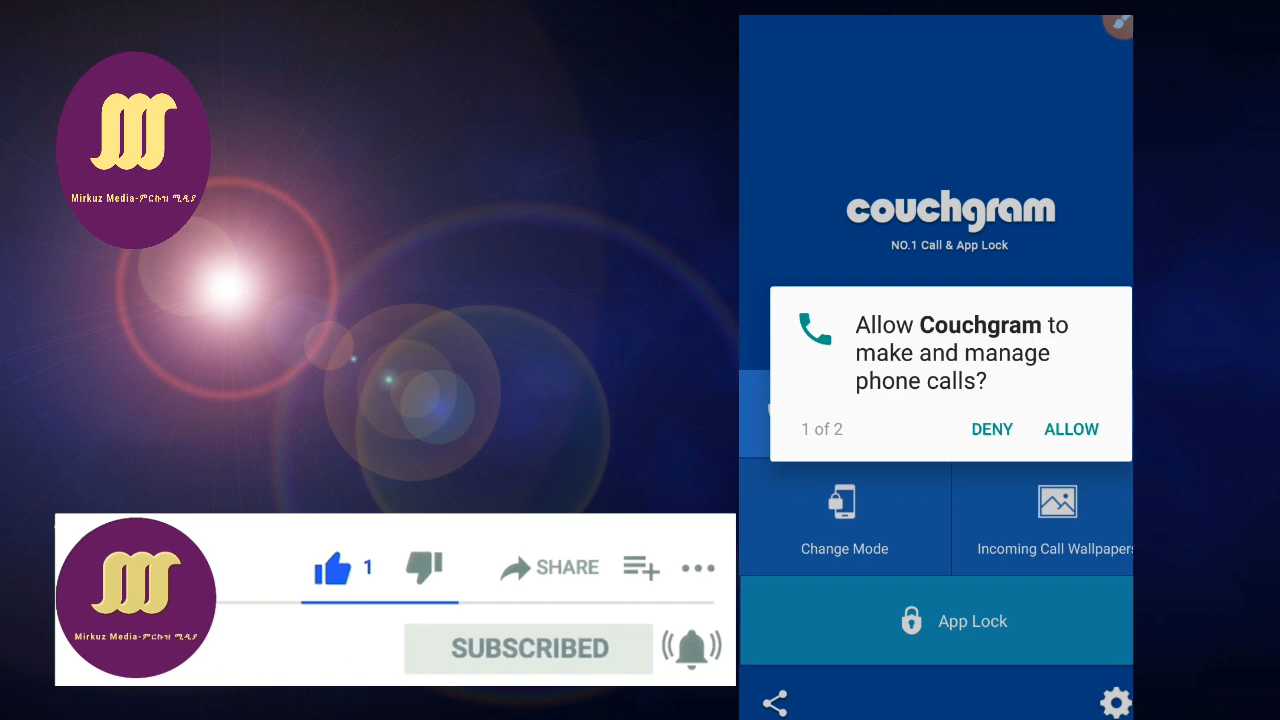 Mirkuz Media-ምርኩዝ ሚዲያ
couchgram
NO.1 Call & App Lock
Allow Couchgram to
make and manage
phone calls?
1 of 2
DENY
ALLOW
Change Mode
Incoming Call Wallpapers
App Lock
1
SHARE
Mirkuz Media-ምርኩዝ ሚዲያ
SUBSCRIBED